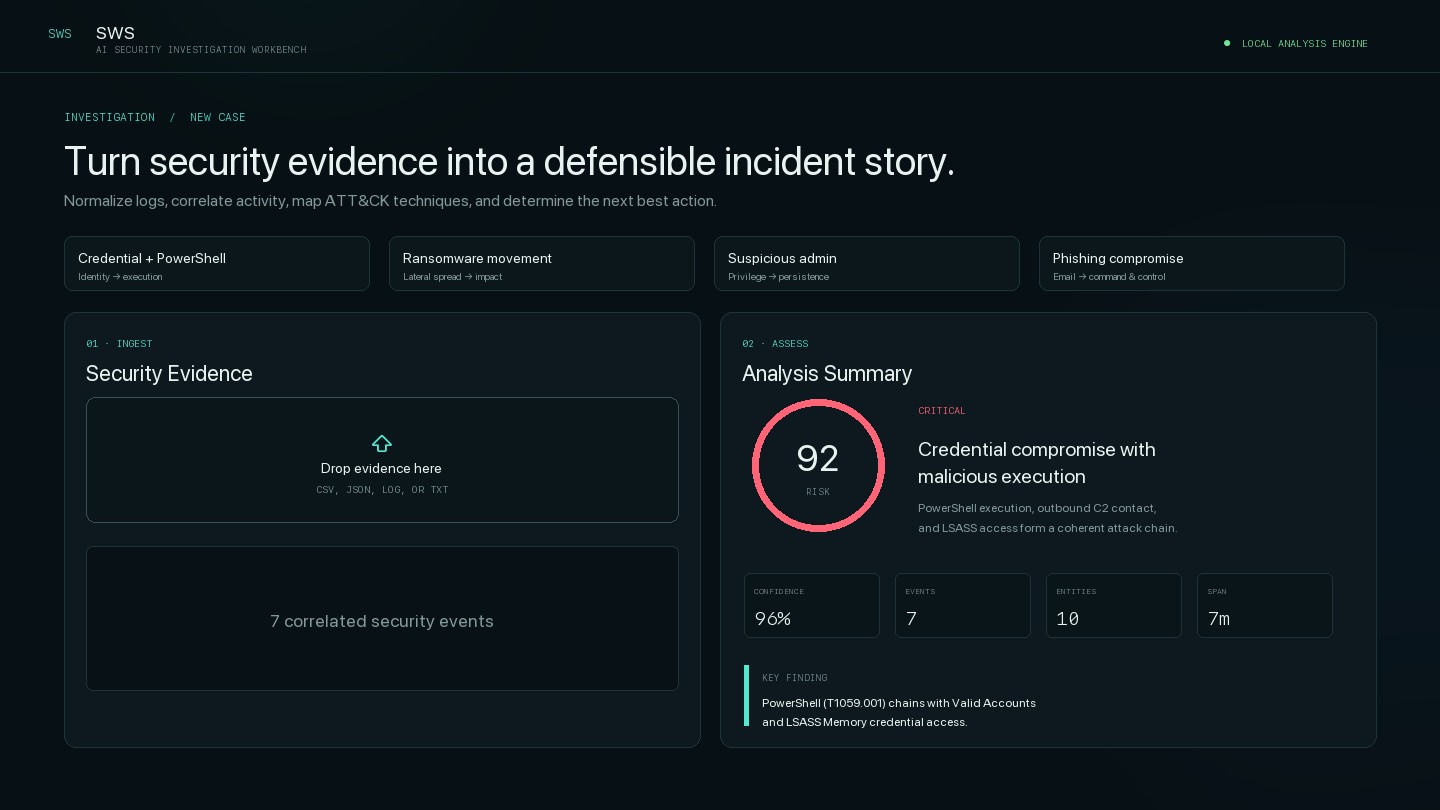 SWS
SWS
AI SECURITY INVESTIGATION WORKBENCH
LOCAL ANALYSIS ENGINE
INVESTIGATION / NEW CASE
Turn security evidence into a defensible incident story.
Normalize logs, correlate activity, map ATT&CK techniques, and determine the next best action.
Credential + PowerShell
Identity → execution
Ransomware movement
Lateral spread → impact
Suspicious admin
Privilege → persistence
Phishing compromise
Email → command & control
01 · INGEST
Security Evidence
Drop evidence here
CSV, JSON, LOG, OR TXT
7 correlated security events
02 · ASSESS
Analysis Summary
92
RISK
CRITICAL
Credential compromise with
malicious execution
PowerShell execution, outbound C2 contact,
and LSASS access form a coherent attack chain.
CONFIDENCE
96%
EVENTS
7
ENTITIES
10
SPAN
7m
KEY FINDING
PowerShell (T1059.001) chains with Valid Accounts
and LSASS Memory credential access.